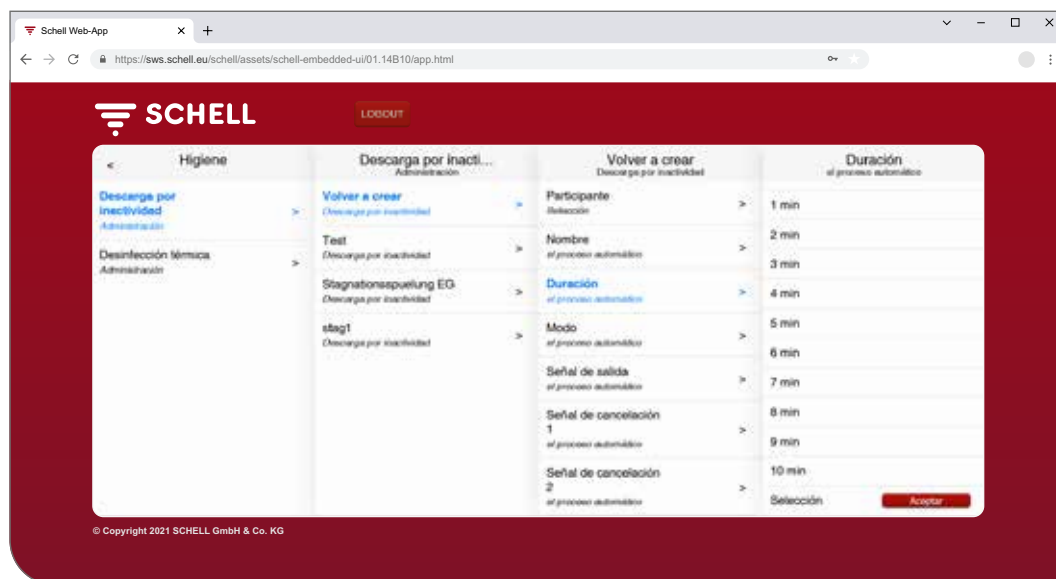 Schell Web-App
https://sws.schell.eu/schell/assets/schell-embedded-ui/01.14B10/app.html
SCHELL
LOGOUT
< Higiene
Descarga por inactividad >
Administración
Desinfección térmica >
Administración
Descarga por inacti...
Administración
Volver a crear >
Descarga por inactividad
Test >
Descarga por inactividad
Stagnationsspuelung EG >
Descarga por inactividad
stag1 >
Descarga por inactividad
Volver a crear
Descarga por inactividad
Participante >
Selección
Nombre >
el proceso automático
Duración >
el proceso automático
Modo >
el proceso automático
Señal de salida >
el proceso automático
Señal de cancelación
1 >
el proceso automático
Señal de cancelación
2 >
el proceso automático
Duración
el proceso automático
1 min
2 min
3 min
4 min
5 min
6 min
7 min
8 min
9 min
10 min
Selección Aceptar
© Copyright 2021 SCHELL GmbH & Co. KG